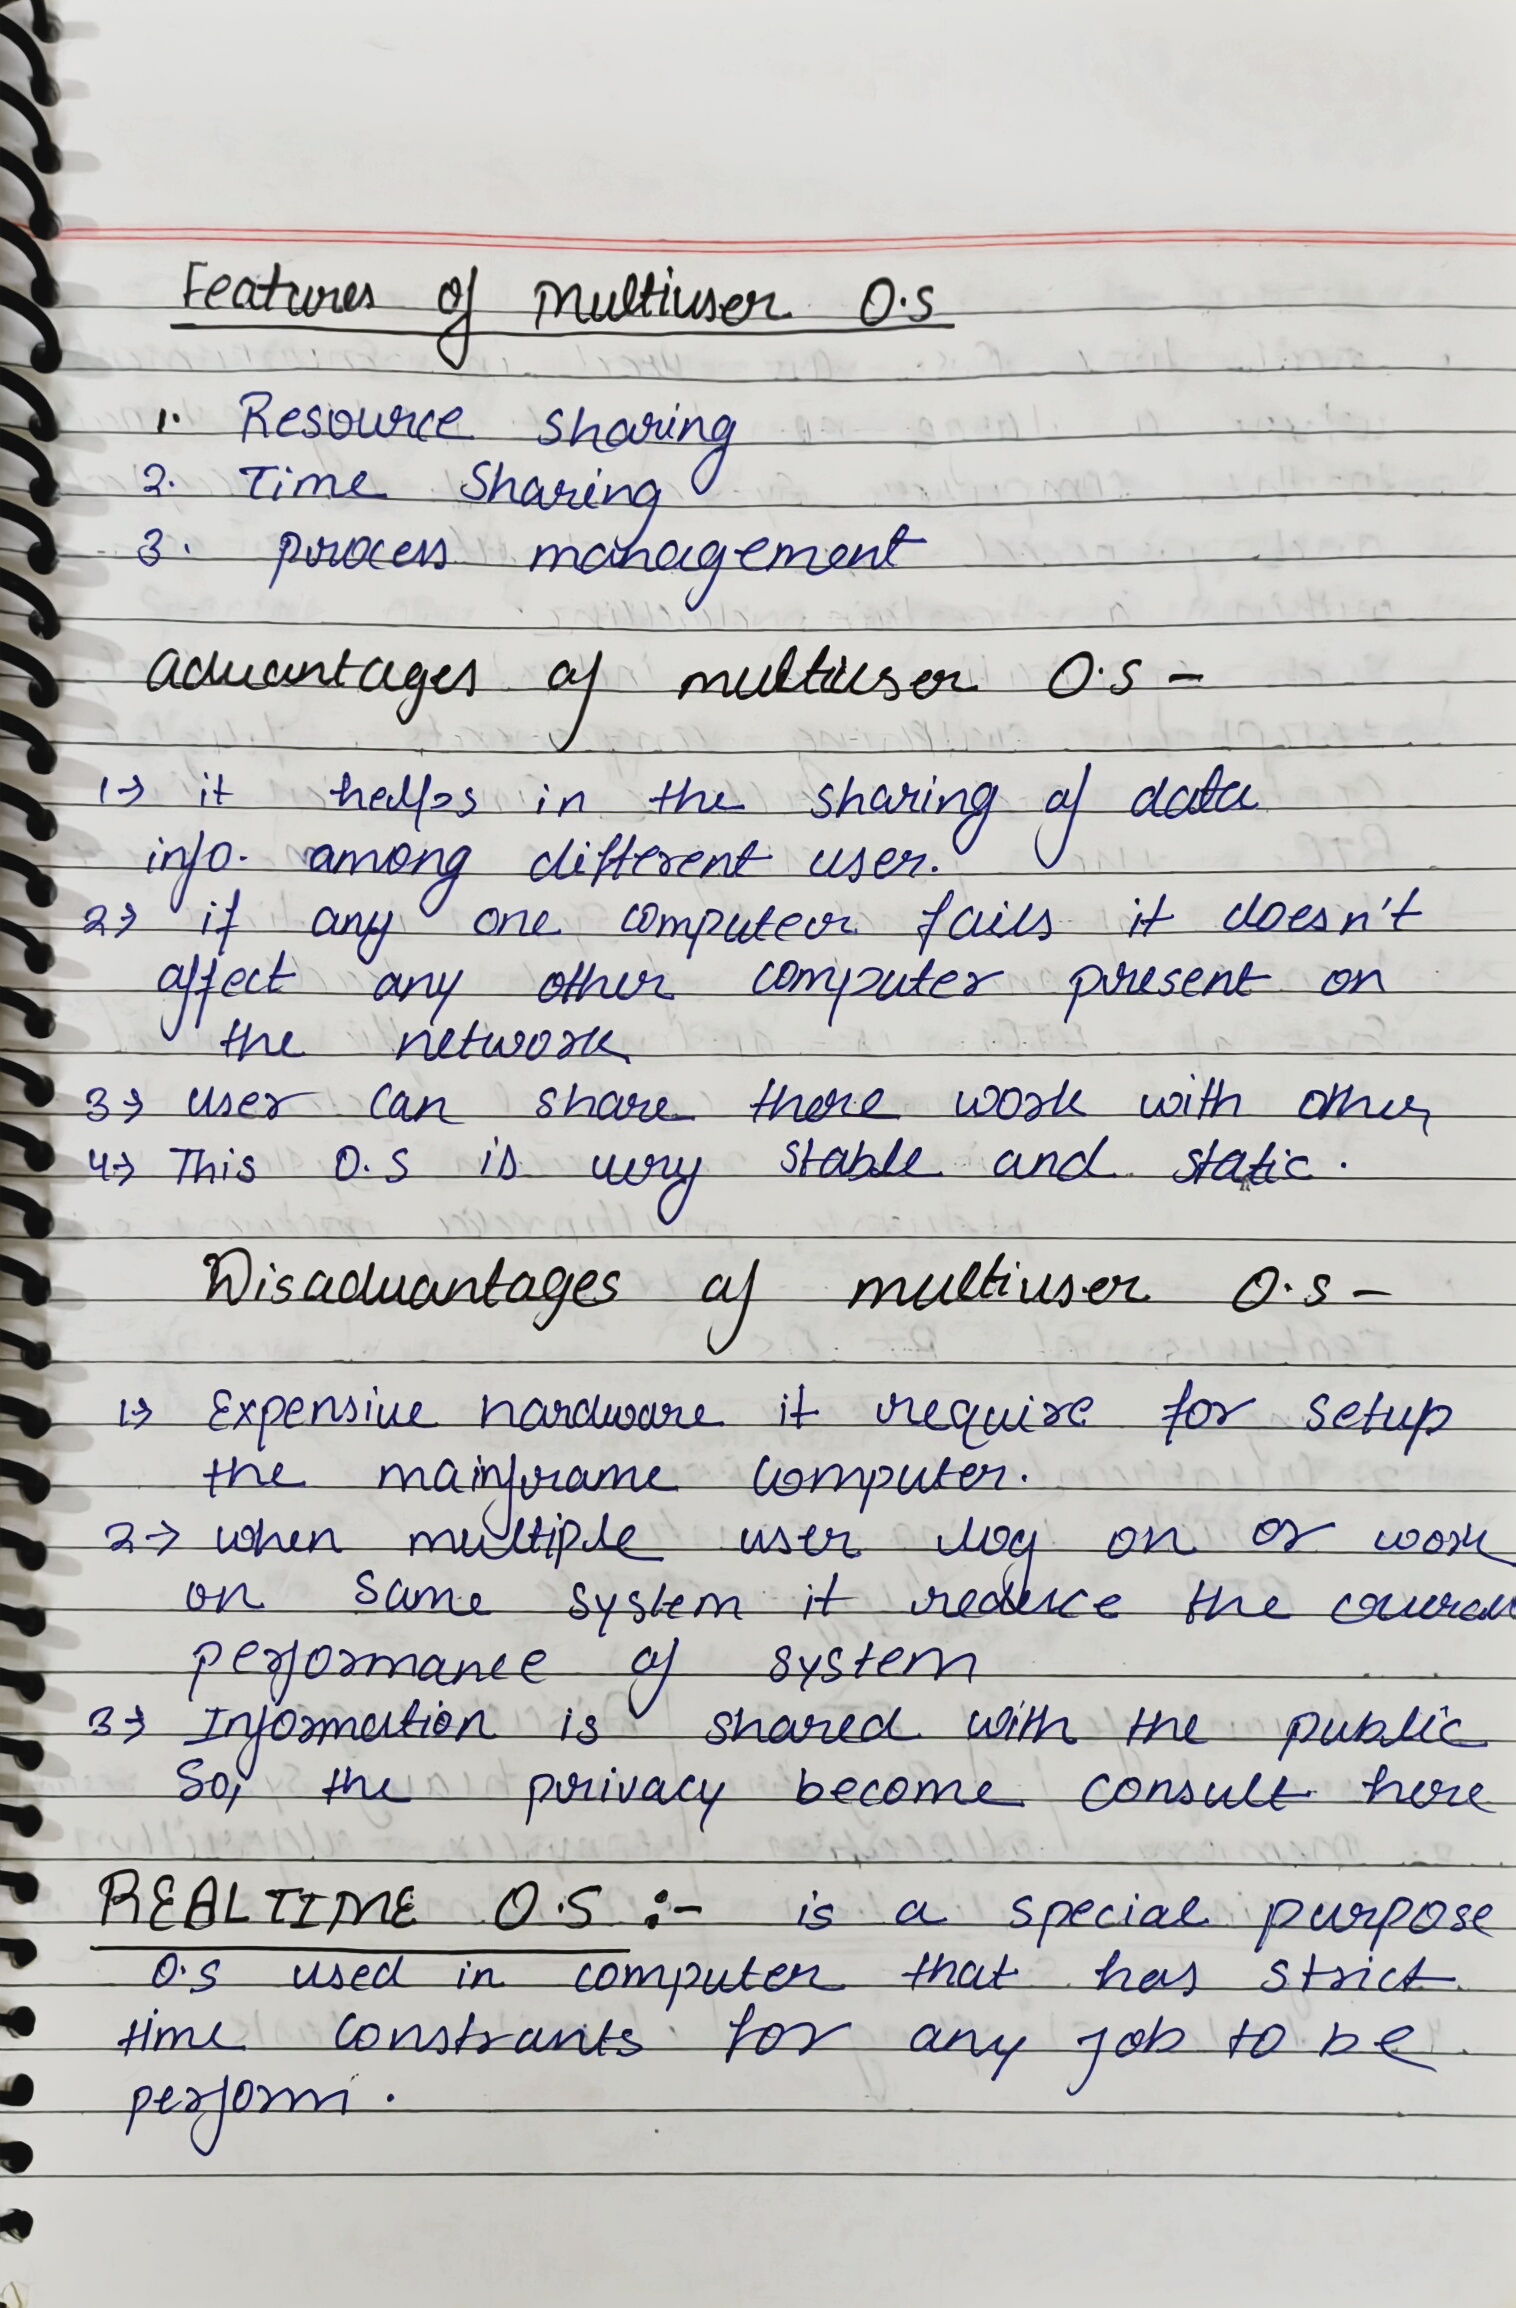 Features of multiuser O.S
1. Resource sharing
2. Time Sharing
3. process management
advantages of multiuser O.S -
1→ it helps in the sharing of data
info. among different user.
2→ if any one computer fails it doesn't
affect any other computer present on
the network
3→ user can share there work with other
4→ This O.S is very stable and static.
Disadvantages of multiuser O.S -
1→ Expensive hardware it require for setup
the mainframe computer.
2→ when multiple user log on or work
on same system it reduce the overall
performance of system
3→ Information is shared with the public
So, the privacy become consult here
REALTIME O.S :- is a special purpose
O.S used in computer that has strict
time constrants for any job to be
perform.